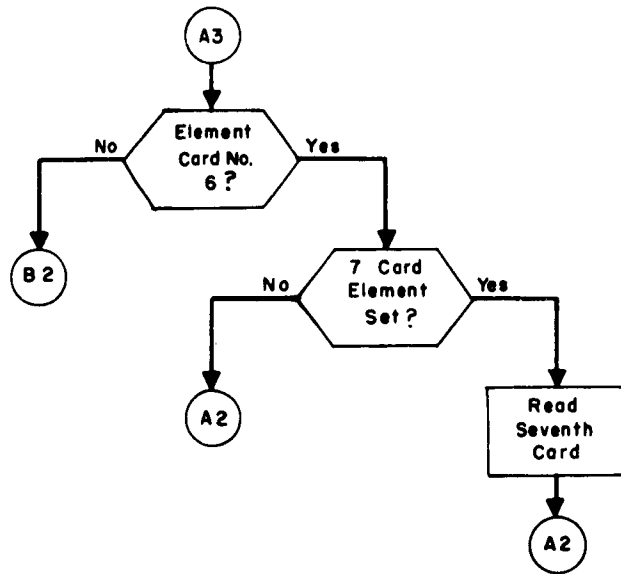 A3
Element
Card No.
6?
No
Yes
B2
7 Card
Element
Set?
No
Yes
A2
Read
Seventh
Card
A2